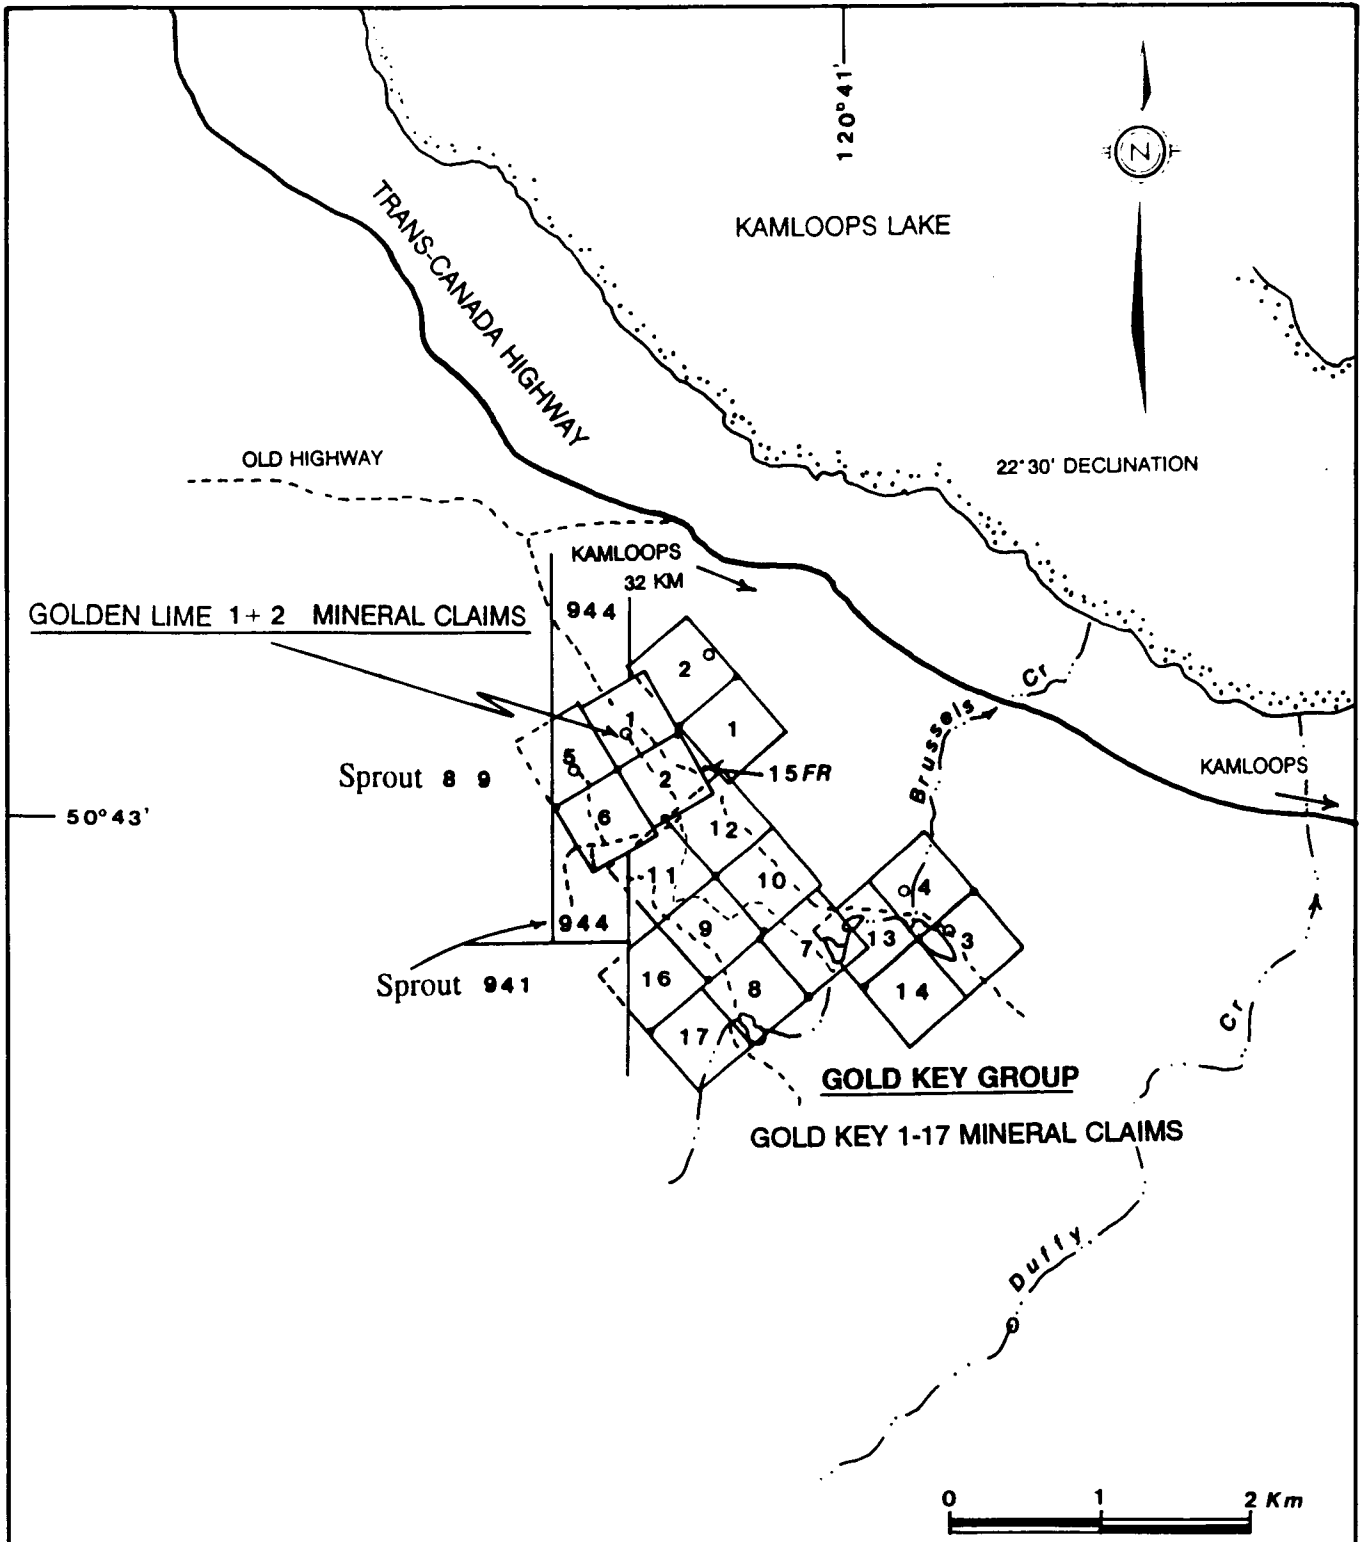 120°41'
N
KAMLOOPS LAKE
TRANS-CANADA HIGHWAY
OLD HIGHWAY
22°30' DECLINATION
KAMLOOPS
32 KM
944
GOLDEN LIME 1+2 MINERAL CLAIMS
2
1
1
Cr
Brussels
5
2
15FR
Sprout 8 9
KAMLOOPS
50°43'
6
12
11
10
4
944
9
7
13
3
Sprout 941
16
8
14
17
Cr
GOLD KEY GROUP
GOLD KEY 1-17 MINERAL CLAIMS
Duffy
0 1 2 Km